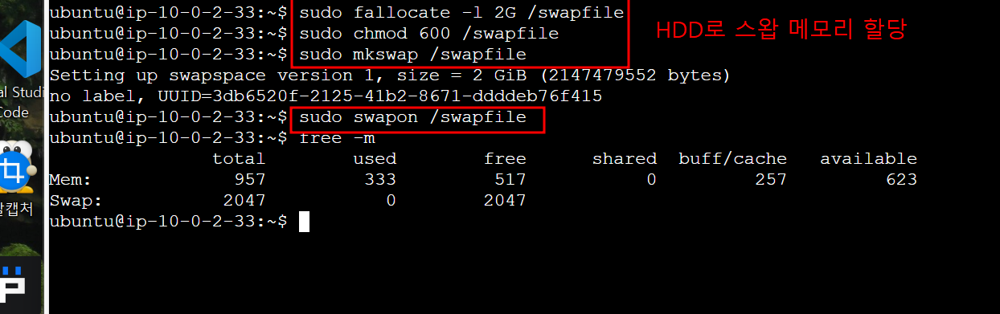 ubuntu@ip-10-0-2-33:~$ sudo fallocate -l 2G /swapfile
HDD로 스왑 메모리 할당
ubuntu@ip-10-0-2-33:~$ sudo chmod 600 /swapfile
ubuntu@ip-10-0-2-33:~$ sudo mkswap /swapfile
Setting up swapspace version 1, size = 2 GiB (2147479552 bytes)
no label, UUID=3db6520f-2125-41b2-8671-ddddeb76f415
ubuntu@ip-10-0-2-33:~$ sudo swapon /swapfile
ubuntu@ip-10-0-2-33:~$ free -m
total used free shared buff/cache available
Mem: 957 333 517 0 257 623
Swap: 2047 0 2047
ubuntu@ip-10-0-2-33:~$
al Studi
Code
캡처